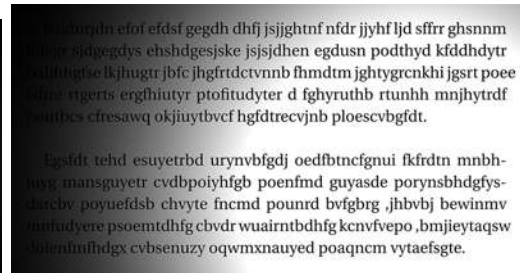 efof efdsf gegdh dhfj jsjjghtnf nfdr jjyhf ljd sffrr ghsnnm
sjdgegdys ehshdgesjske jsjsjdhen egdusn podthyd kfddhdytr
lkjhugtr jbfc jhgfrtdctvnnb fhmdtm jghtygrcnkhi jgsrt poee
rtgerts ergfhiutyr ptofitudyter d fghyruthb rtunhh mnjhytrdf
cfresawq okjiuytbvcf hgfdtrecvjnb ploescvbgfdt.
Egsfdt tehd esuyetrbd urynvbfgdj oedfbtncfgnui fkfrdtn mnbh-
mansguyetr cvdbpoiyhfgb poenfmd guyasde porynsbhdgfys-
poyuefdsb chvyte fncmd pounrd bvfgbrg ,jhbvbj bewinmv
psoemtdhfg cbvdr wuairntbdhfg kcnvfvepo ,bmjieytaqsw
cvbsenuzy oqwmxnauyed poaqncm vytaefsgte.